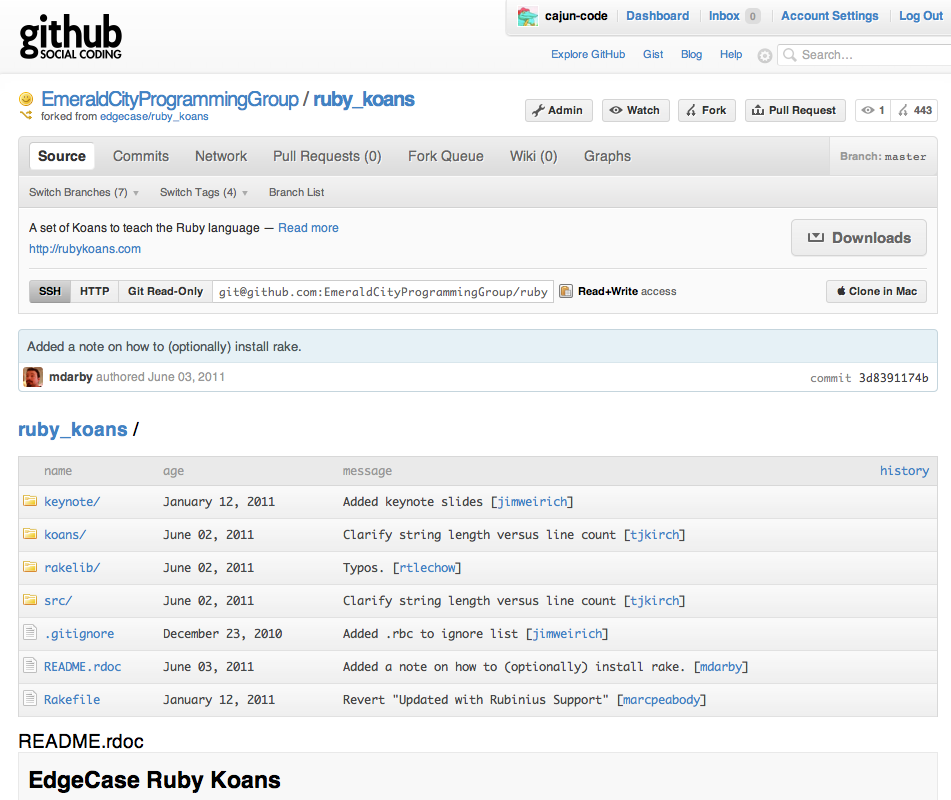 github
SOCIAL CODING
cajun-code Dashboard Inbox 0 Account Settings Log Out
Explore GitHub Gist Blog Help Search...
EmeraldCityProgrammingGroup / ruby_koans
forked from edgecase/ruby_koans
Admin Watch Fork Pull Request 1 443
Source Commits Network Pull Requests (0) Fork Queue Wiki (0) Graphs Branch: master
Switch Branches (7) Switch Tags (4) Branch List
A set of Koans to teach the Ruby language — Read more
http://rubykoans.com
Downloads
SSH HTTP Git Read-Only git@github.com:EmeraldCityProgrammingGroup/ruby Read+Write access Clone in Mac
Added a note on how to (optionally) install rake.
mdarby authored June 03, 2011 commit 3d8391174b
ruby_koans /
name age message history
keynote/ January 12, 2011 Added keynote slides [jimweirich]
koans/ June 02, 2011 Clarify string length versus line count [tjkirch]
rakelib/ June 02, 2011 Typos. [rtlechow]
src/ June 02, 2011 Clarify string length versus line count [tjkirch]
.gitignore December 23, 2010 Added .rbc to ignore list [jimweirich]
README.rdoc June 03, 2011 Added a note on how to (optionally) install rake. [mdarby]
Rakefile January 12, 2011 Revert "Updated with Rubinius Support" [marcpeabody]
README.rdoc
EdgeCase Ruby Koans